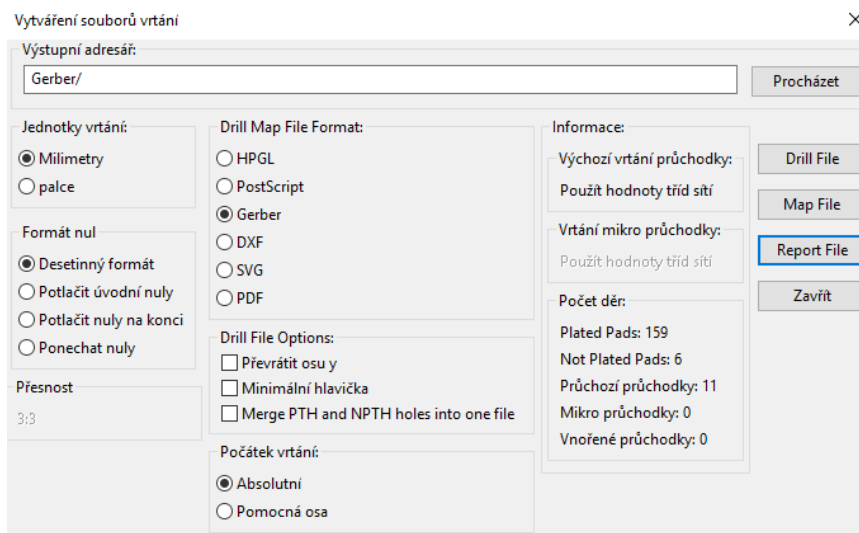 Vytváření souborů vrtání
Výstupní adresář:
Gerber/
Procházet
Jednotky vrtání:
Milimetry
palce
Formát nul
Desetinný formát
Potlačit úvodní nuly
Potlačit nuly na konci
Ponechat nuly
Přesnost
3:3
Drill Map File Format:
HPGL
PostScript
Gerber
DXF
SVG
PDF
Drill File Options:
Převrátit osu y
Minimální hlavička
Merge PTH and NPTH holes into one file
Počátek vrtání:
Absolutní
Pomocná osa
Informace:
Výchozí vrtání průchodky:
Použít hodnoty tříd sítí
Vrtání mikro průchodky:
Použít hodnoty tříd sítí
Počet děr:
Plated Pads: 159
Not Plated Pads: 6
Průchozí průchodky: 11
Mikro průchodky: 0
Vnořené průchodky: 0
Drill File
Map File
Report File
Zavřít